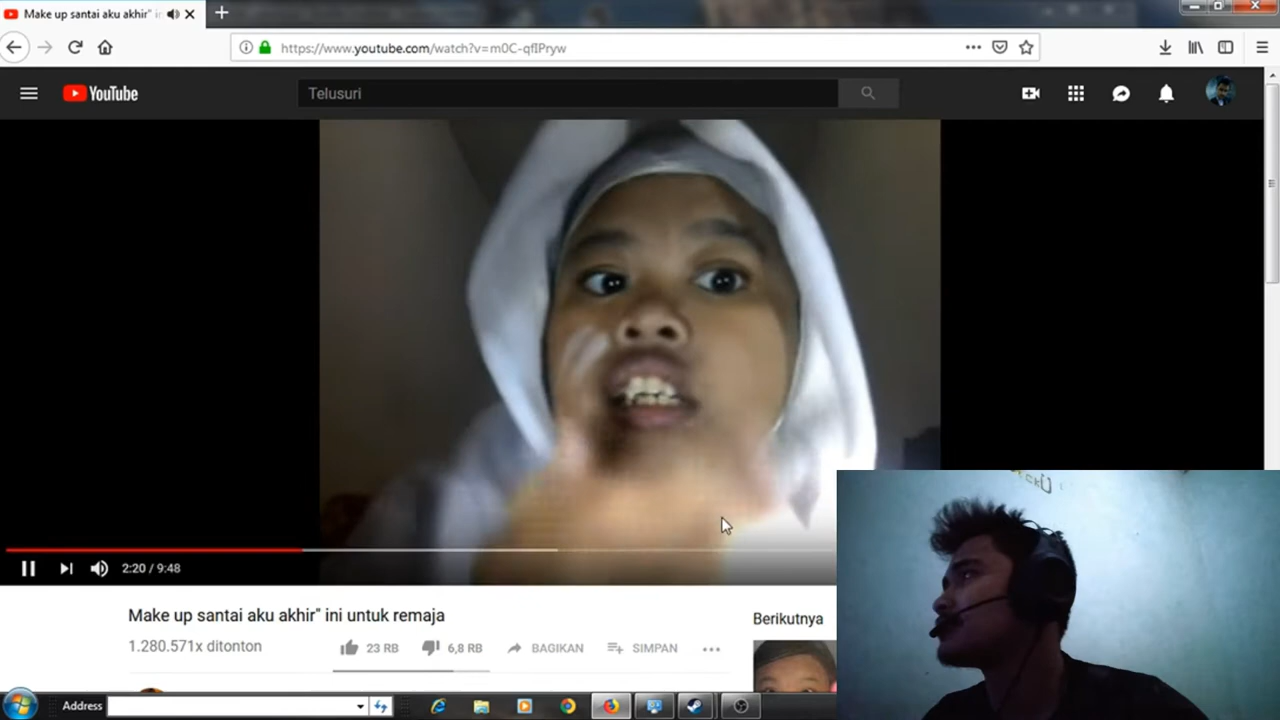 Make up santai aku akhir" i
https://www.youtube.com/watch?v=m0C-qfIPryw
YouTube
Telusuri
2:20 / 9:48
Make up santai aku akhir" ini untuk remaja
Berikutnya
1.280.571x ditonton
23 RB
6,8 RB
BAGIKAN
SIMPAN
Address